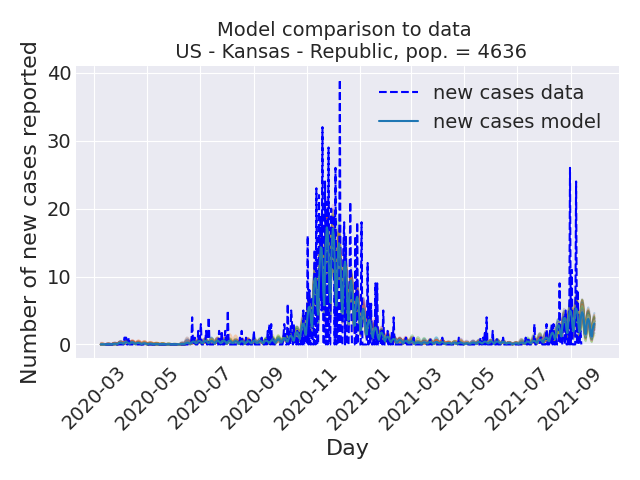 Model comparison to data
US - Kansas - Republic, pop. = 4636
Number of new cases reported
40
30
20
10
0
new cases data
new cases model
2020-03
2020-05
2020-07
2020-09
2020-11
2021-01
2021-03
2021-05
2021-07
2021-09
Day